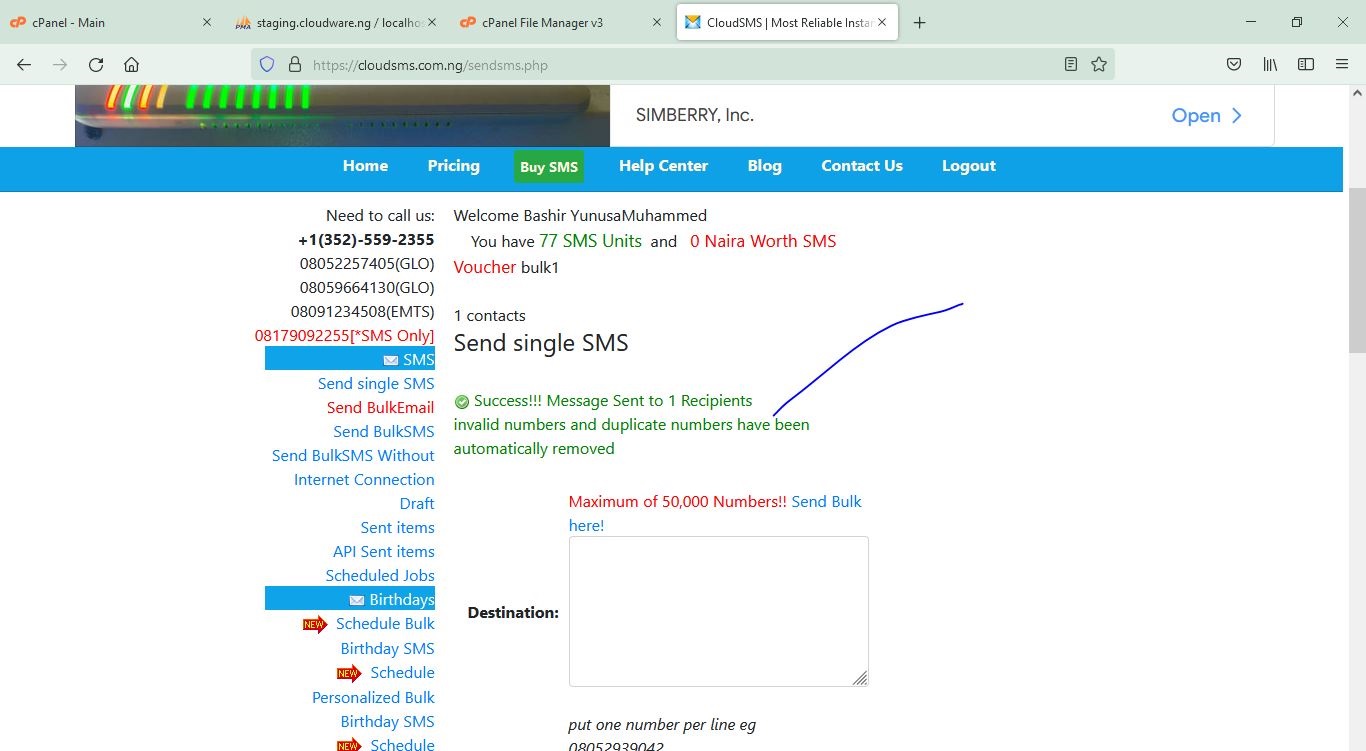 cPanel - Main
staging.cloudware.ng / localhos
cPanel File Manager v3
CloudSMS | Most Reliable Instan
https://cloudsms.com.ng/sendsms.php
SIMBERRY, Inc.
Open
Home Pricing Buy SMS Help Center Blog Contact Us Logout
Need to call us:
+1(352)-559-2355
08052257405(GLO)
08059664130(GLO)
08091234508(EMTS)
08179092255[*SMS Only]
SMS
Send single SMS
Send BulkEmail
Send BulkSMS
Send BulkSMS Without
Internet Connection
Draft
Sent items
API Sent items
Scheduled Jobs
Birthdays
NEW Schedule Bulk
Birthday SMS
NEW Schedule
Personalized Bulk
Birthday SMS
NEW Schedule
Welcome Bashir YunusaMuhammed
You have 77 SMS Units and 0 Naira Worth SMS
Voucher bulk1
1 contacts
Send single SMS
Success!!! Message Sent to 1 Recipients
invalid numbers and duplicate numbers have been
automatically removed
Maximum of 50,000 Numbers!! Send Bulk
here!
Destination:
put one number per line eg
08052939042